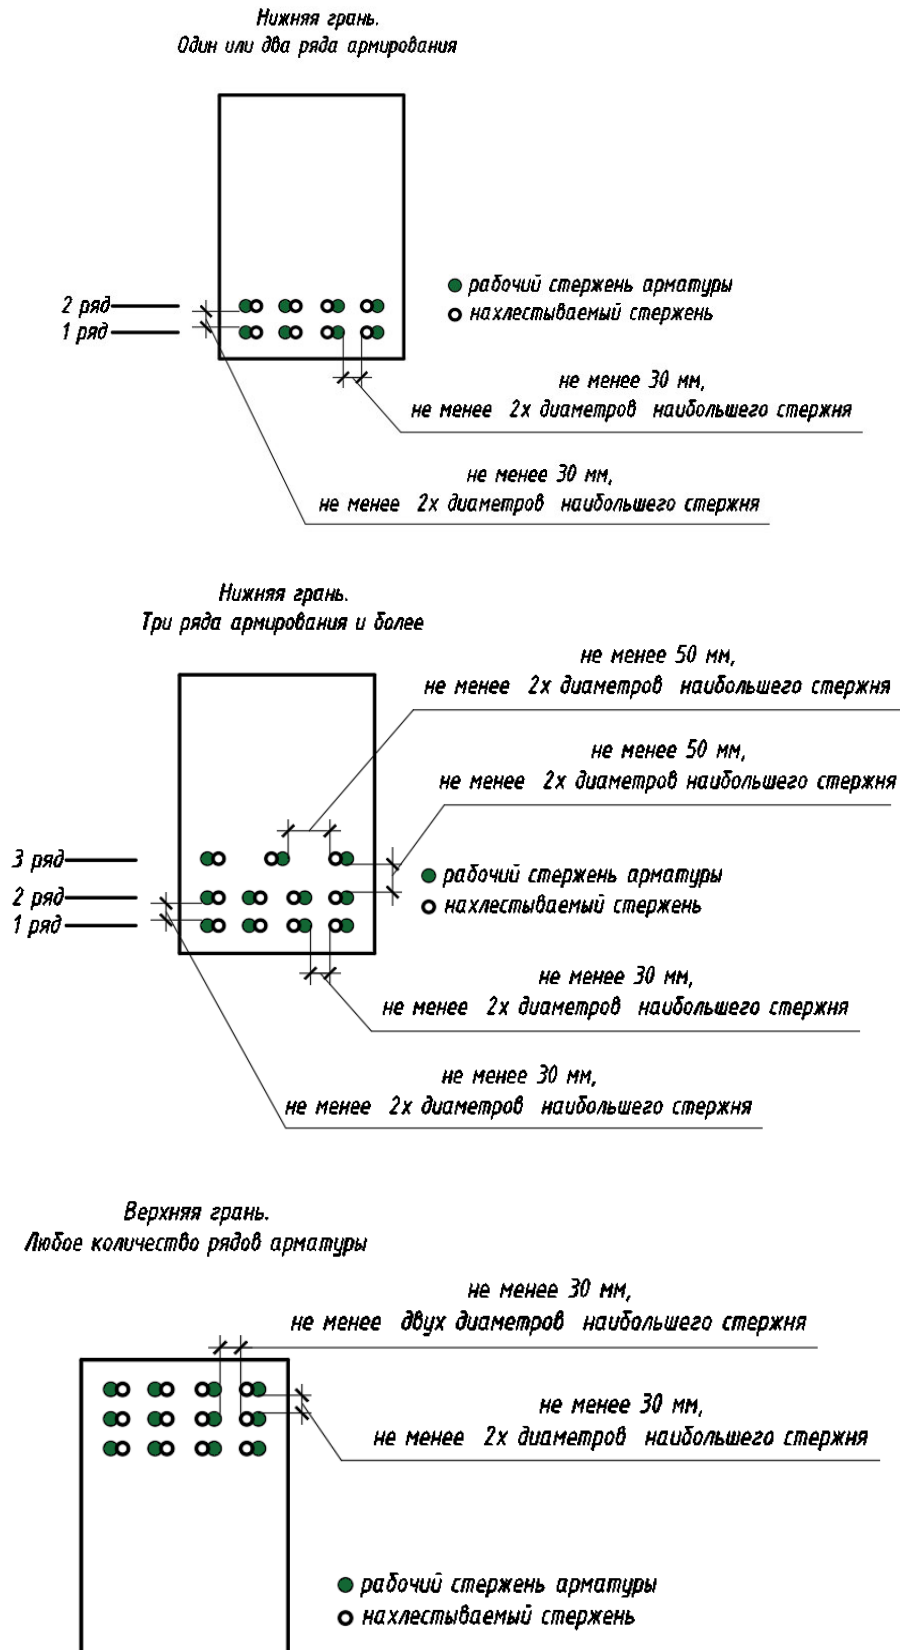 Нижняя грань.
Один или два ряда армирования
2 ряд
1 ряд
рабочий стержень арматуры
нахлестываемый стержень
не менее 30 мм,
не менее 2х диаметров наибольшего стержня
не менее 30 мм,
не менее 2х диаметров наибольшего стержня
Нижняя грань.
Три ряда армирования и более
не менее 50 мм,
не менее 2х диаметров наибольшего стержня
не менее 50 мм,
не менее 2х диаметров наибольшего стержня
3 ряд
2 ряд
1 ряд
рабочий стержень арматуры
нахлестываемый стержень
не менее 30 мм,
не менее 2х диаметров наибольшего стержня
не менее 30 мм,
не менее 2х диаметров наибольшего стержня
Верхняя грань.
Любое количество рядов арматуры
не менее 30 мм,
не менее двух диаметров наибольшего стержня
не менее 30 мм,
не менее 2х диаметров наибольшего стержня
рабочий стержень арматуры
нахлестываемый стержень